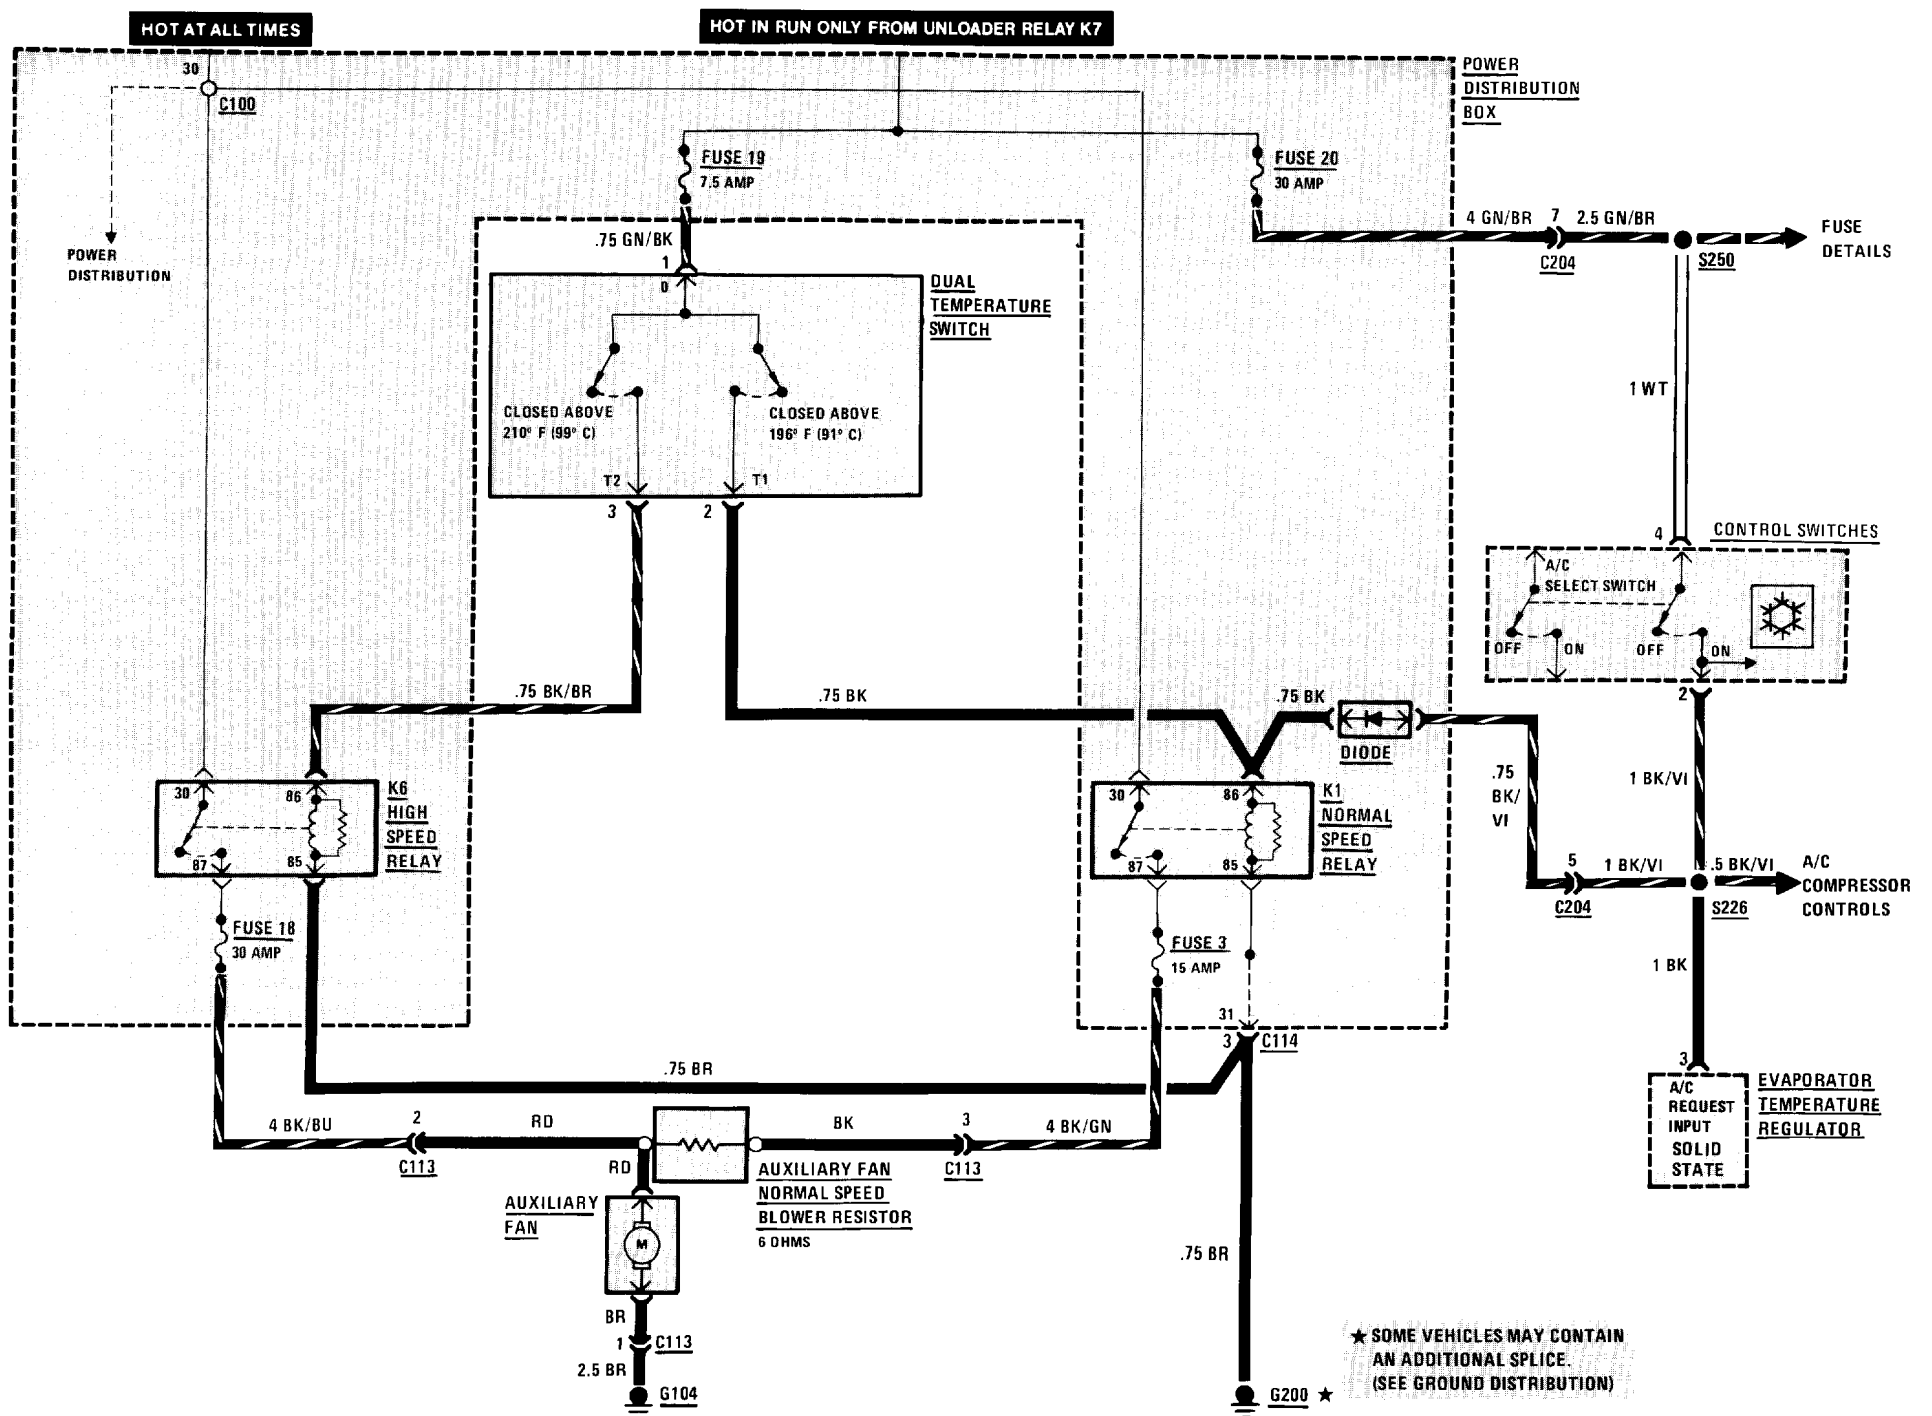 HOT AT ALL TIMES
HOT IN RUN ONLY FROM UNLOADER RELAY K7
POWER
DISTRIBUTION
BOX
30
C100
POWER
DISTRIBUTION
FUSE 19
7.5 AMP
FUSE 20
30 AMP
.75 GN/BK
1
0
DUAL
TEMPERATURE
SWITCH
CLOSED ABOVE
210° F (99° C)
CLOSED ABOVE
196° F (91° C)
T2
T1
3
2
4 GN/BR
7
2.5 GN/BR
C204
S250
FUSE
DETAILS
1 WT
4
CONTROL SWITCHES
A/C
SELECT SWITCH
OFF
ON
OFF
ON
2
.75 BK/BR
.75 BK
.75 BK
DIODE
.75
BK/
VI
1 BK/VI
30
86
87
85
K6
HIGH
SPEED
RELAY
30
86
87
85
K1
NORMAL
SPEED
RELAY
5
1 BK/VI
.5 BK/VI
C204
S226
A/C
COMPRESSOR
CONTROLS
FUSE 18
30 AMP
FUSE 3
15 AMP
1 BK
31
3
C114
3
A/C
REQUEST
INPUT
SOLID
STATE
EVAPORATOR
TEMPERATURE
REGULATOR
.75 BR
4 BK/BU
2
RD
BK
3
4 BK/GN
C113
RD
C113
AUXILIARY FAN
NORMAL SPEED
BLOWER RESISTOR
6 OHMS
AUXILIARY
FAN
M
BR
1
C113
2.5 BR
G104
.75 BR
G200 ★
★ SOME VEHICLES MAY CONTAIN
AN ADDITIONAL SPLICE.
(SEE GROUND DISTRIBUTION)